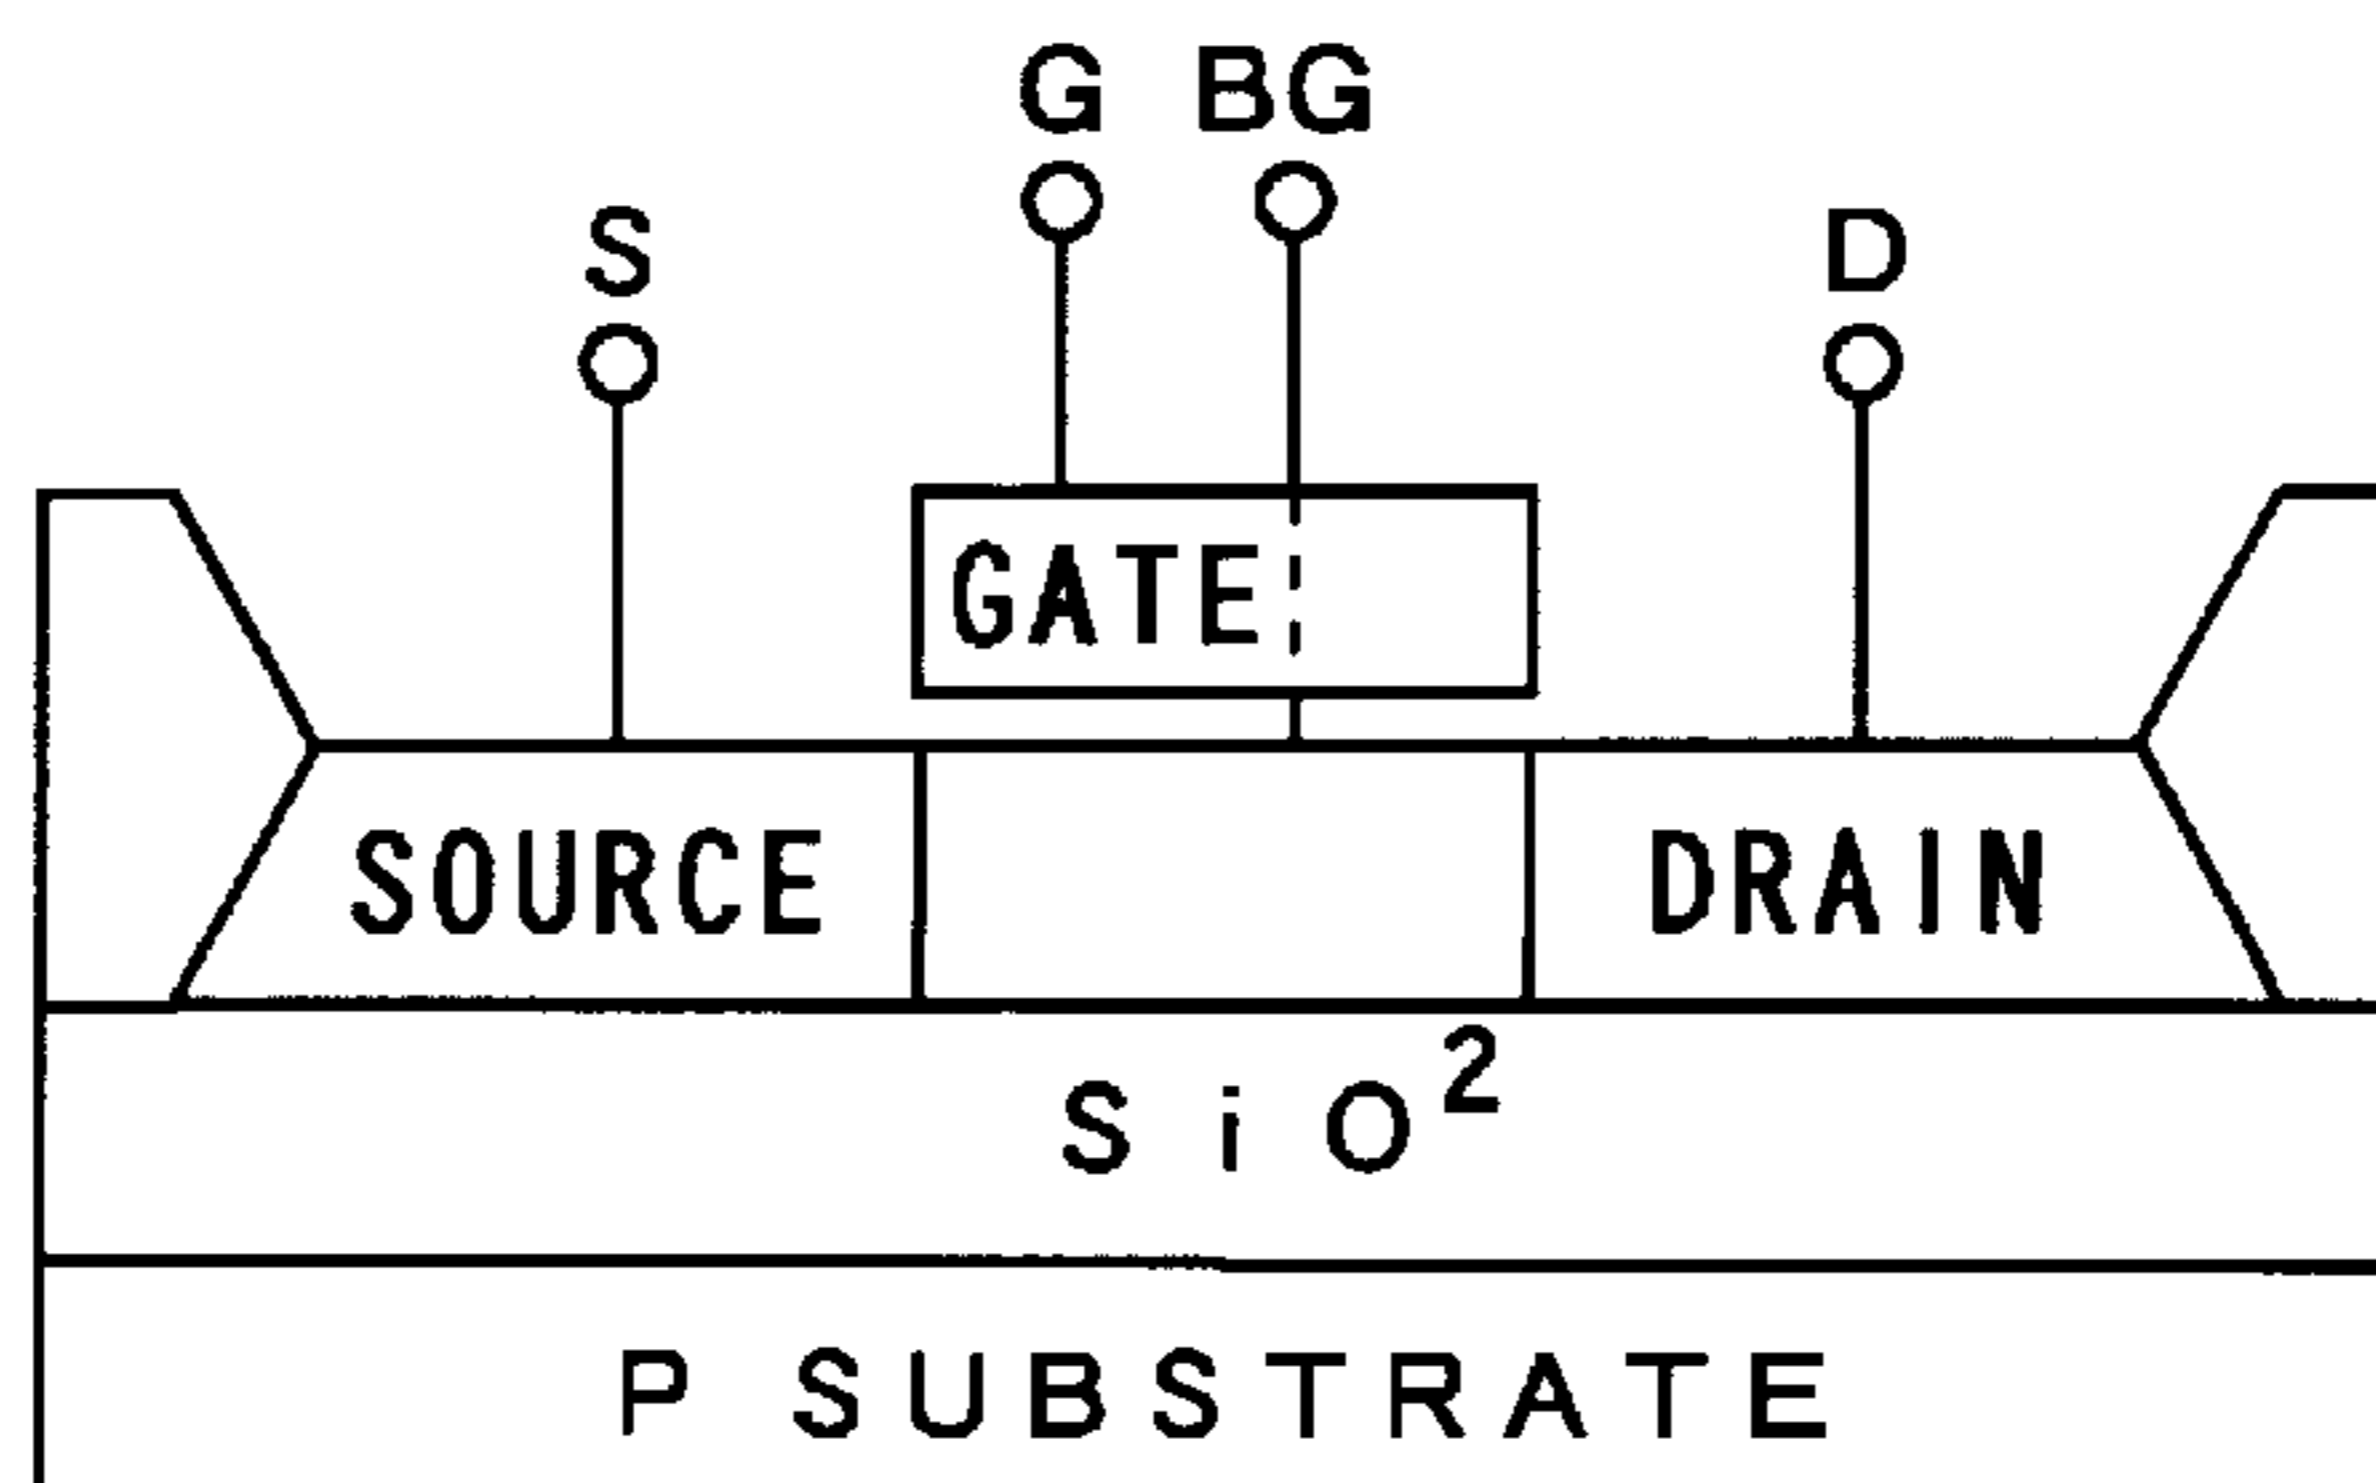 G BG
S D
GATE
SOURCE DRAIN
SiO²
P SUBSTRATE